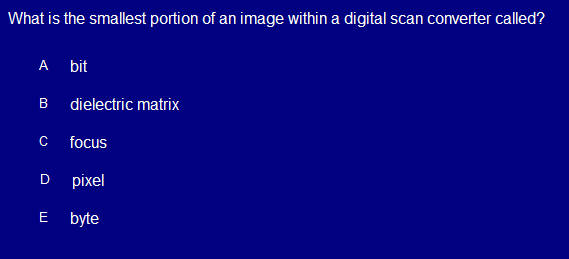 What is the smallest portion of an image within a digital scan converter called?
A bit
B dielectric matrix
C focus
D pixel
E byte